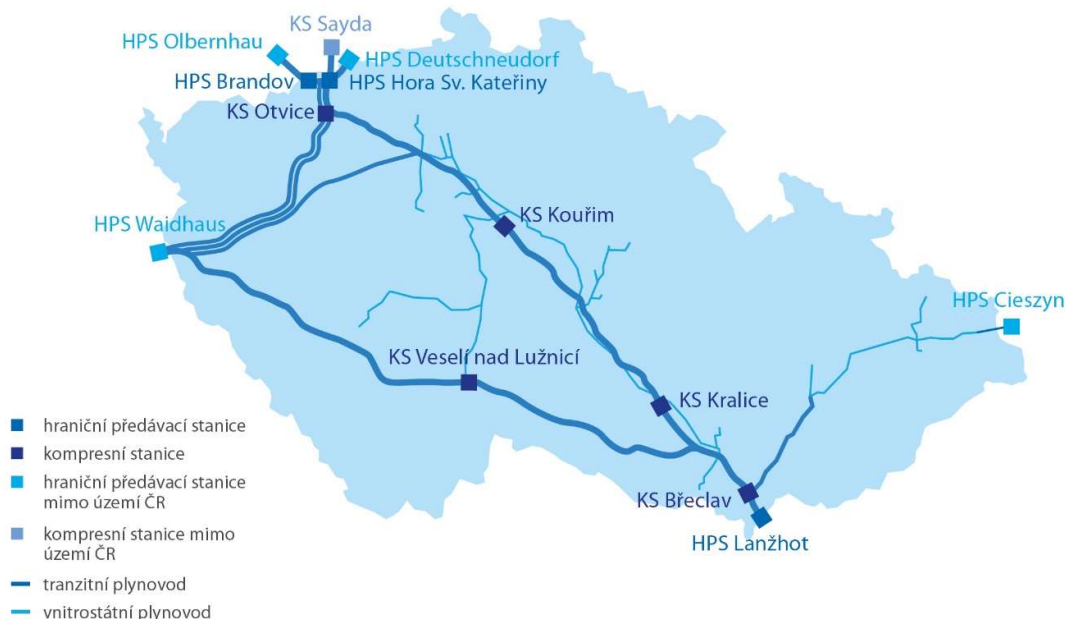 KS Sayda
HPS Olbernhau
HPS Deutschneudorf
HPS Brandov
HPS Hora Sv. Kateřiny
KS Otvice
KS Kouřim
HPS Waidhaus
HPS Cieszyn
KS Veselí nad Lužnicí
KS Kralice
KS Břeclav
HPS Lanžhot
hraniční předávací stanice
kompresní stanice
hraniční předávací stanice
mimo území ČR
kompresní stanice mimo
území ČR
tranzitní plynovod
vnitrostátní plynovod